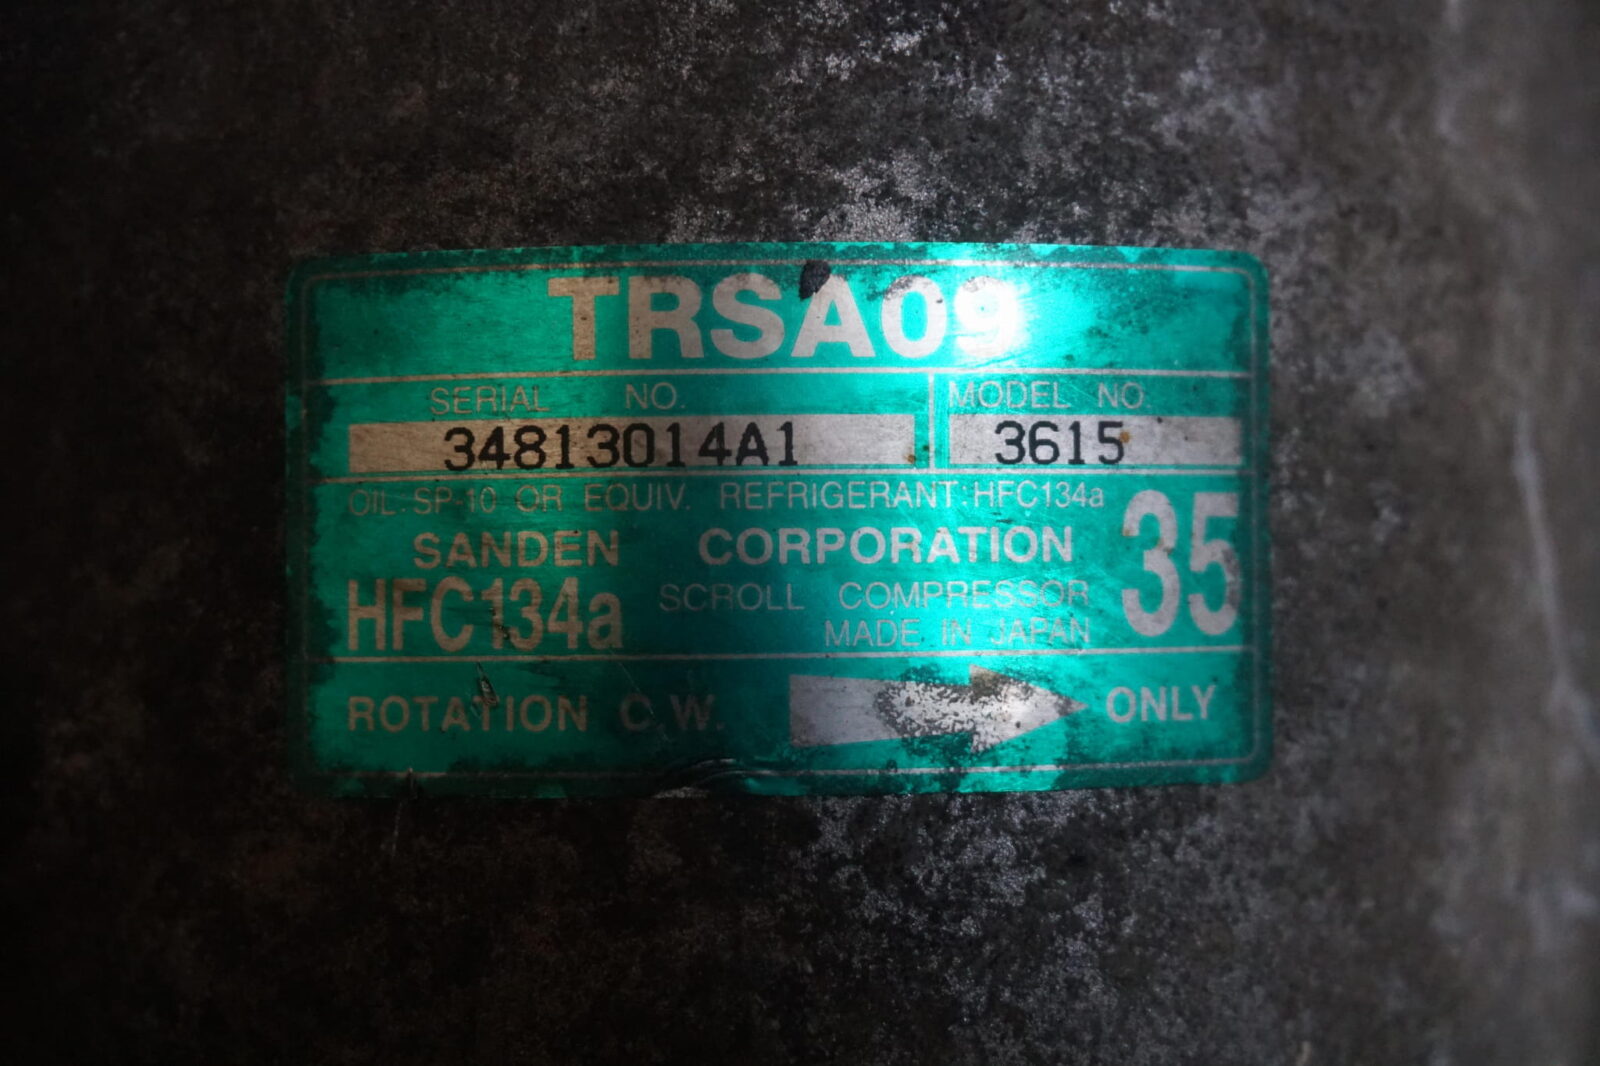 TRSA09
SERIAL NO. MODEL NO.
34813014A1 3615
OIL: SP-10 OR EQUIV. REFRIGERANT:HFC134a
SANDEN CORPORATION 35
HFC134a SCROLL COMPRESSOR
MADE IN JAPAN
ROTATION C.W. ONLY